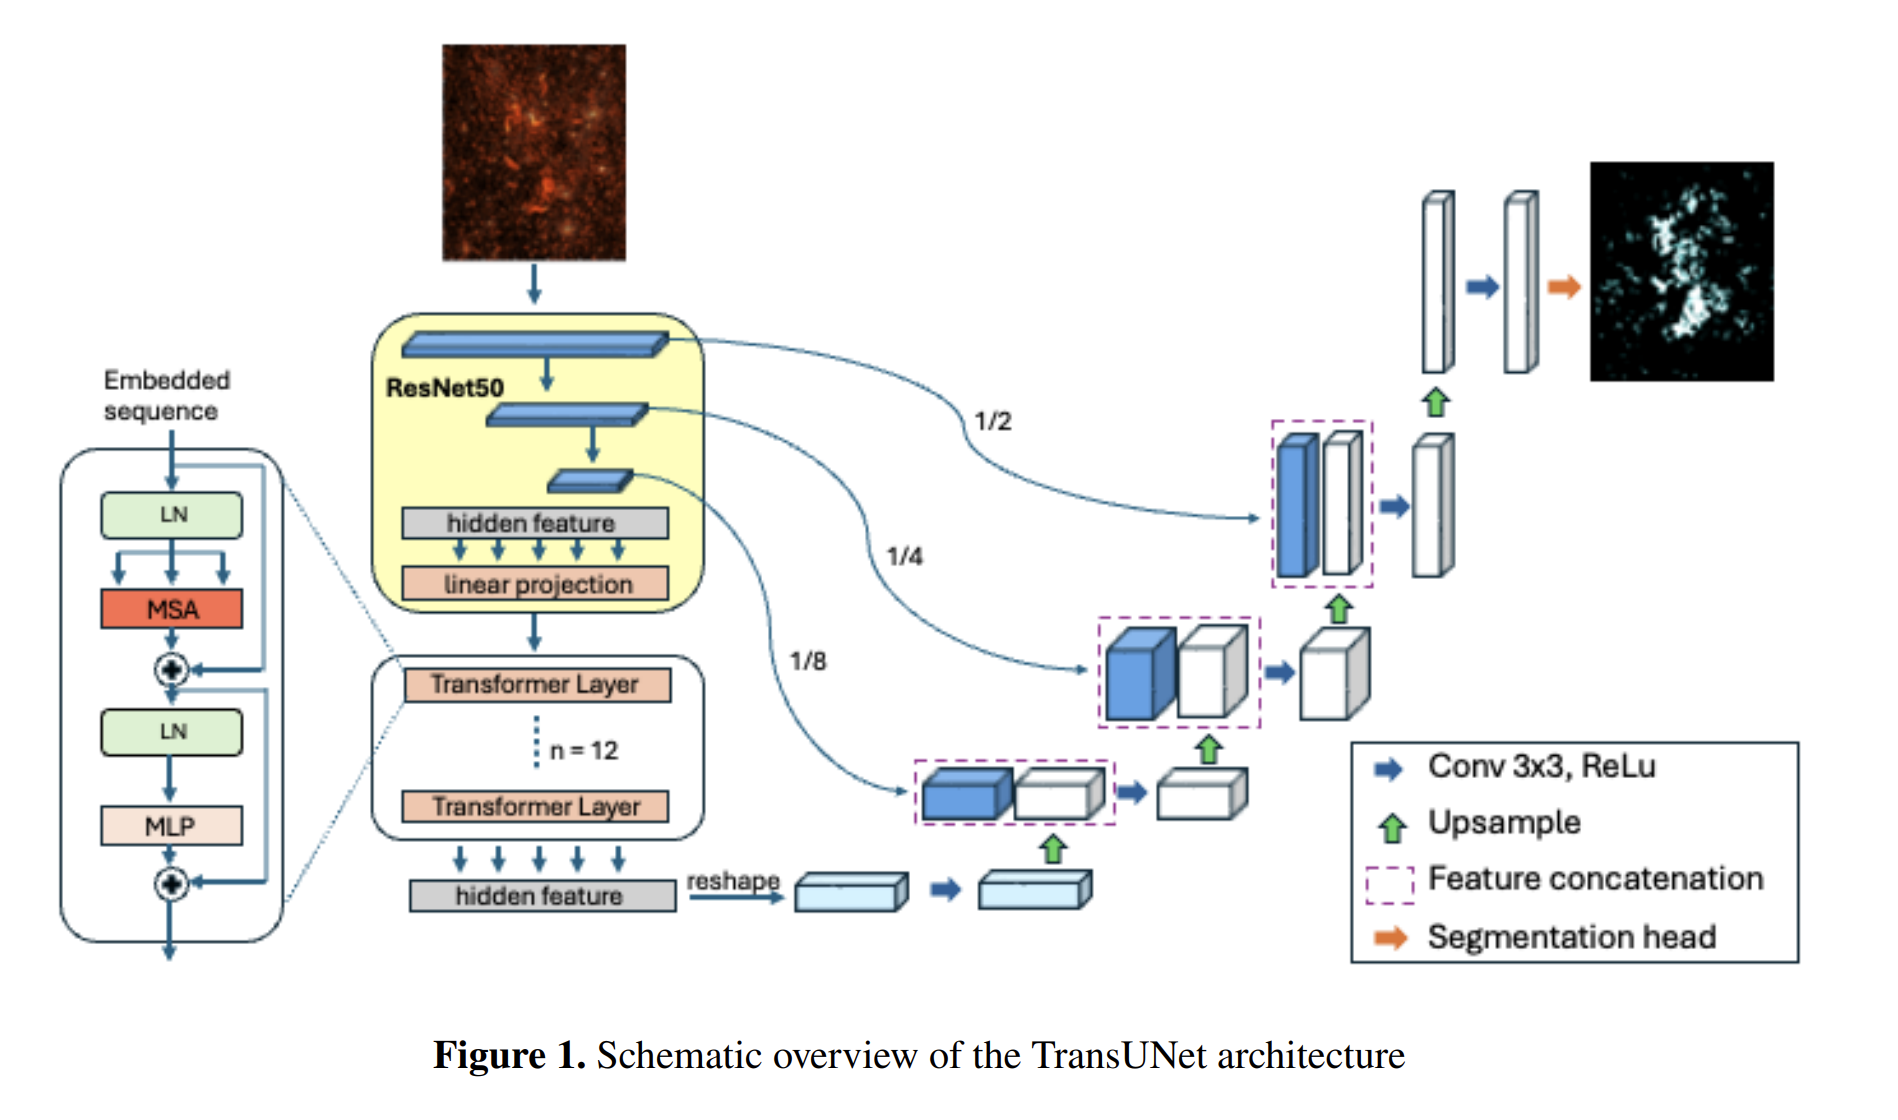 Embedded
sequence
LN
MSA
LN
MLP
ResNet50
hidden feature
linear projection
Transformer Layer
n = 12
Transformer Layer
hidden feature
reshape
1/2
1/4
1/8
Conv 3x3, ReLu
Upsample
Feature concatenation
Segmentation head
Figure 1. Schematic overview of the TransUNet architecture